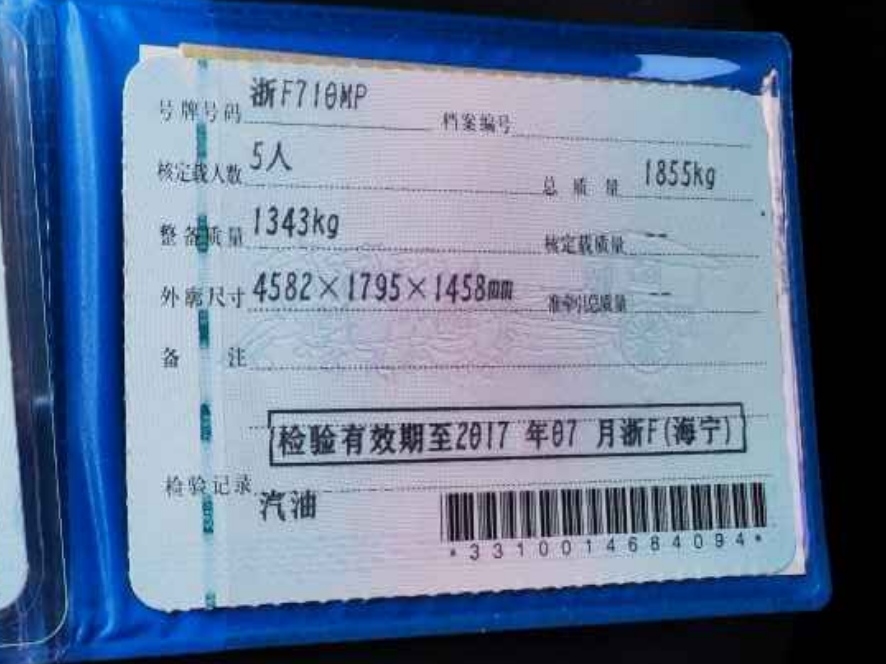 号牌号码 浙F710MP 档案编号
核定载人数 5人 总质量 1855kg
整备质量 1343kg 核定载质量 --
外廓尺寸 4582×1795×1458mm 准牵引总质量 --
备注
检验有效期至2017 年07 月浙F(海宁)
检验记录
汽油
*3310014684094*